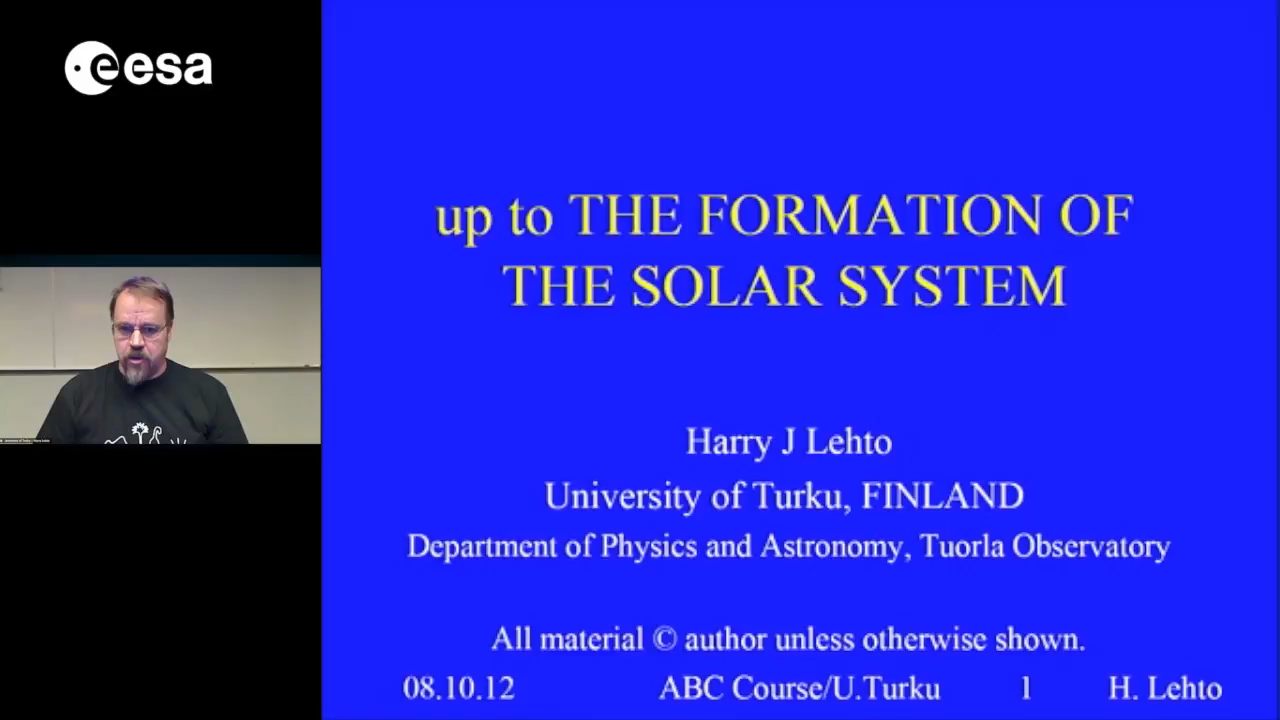 esa
up to THE FORMATION OF
THE SOLAR SYSTEM
Harry J Lehto
University of Turku, FINLAND
Department of Physics and Astronomy, Tuorla Observatory
All material © author unless otherwise shown.
08.10.12 ABC Course/U.Turku 1 H. Lehto